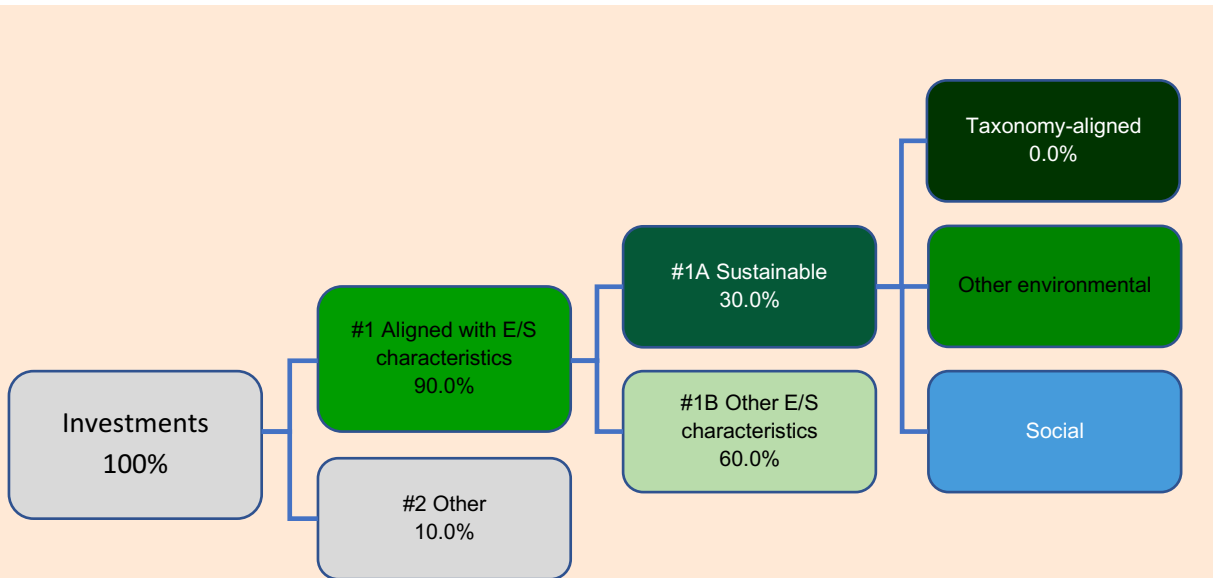 Investments
100%
#1 Aligned with E/S
characteristics
90.0%
#2 Other
10.0%
#1A Sustainable
30.0%
#1B Other E/S
characteristics
60.0%
Taxonomy-aligned
0.0%
Other environmental
Social